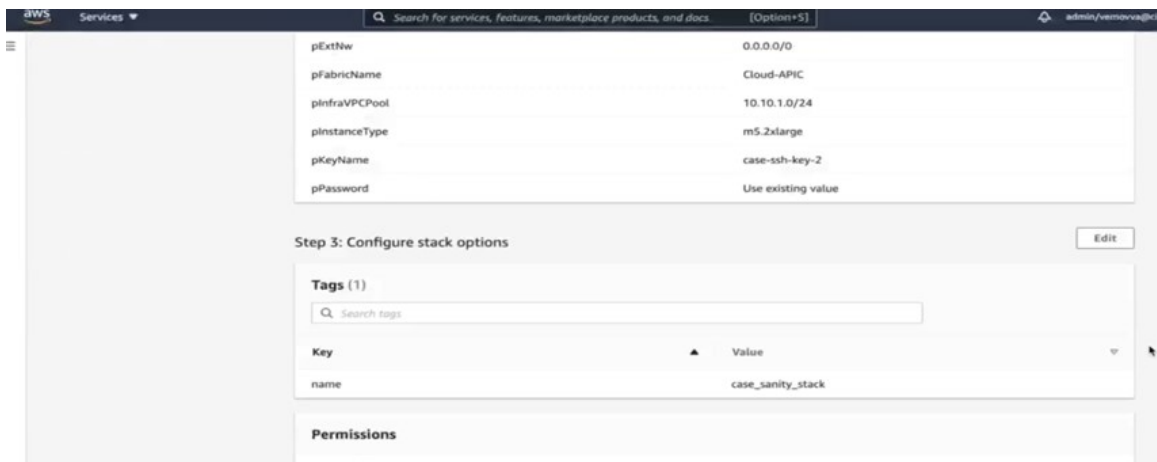 aws Services ▼ Search for services, features, marketplace products, and docs [Option+S] admin/vemovva@ci
pExtNw 0.0.0.0/0
pFabricName Cloud-APIC
pInfraVPCPool 10.10.1.0/24
pInstanceType m5.2xlarge
pKeyName case-ssh-key-2
pPassword Use existing value
Step 3: Configure stack options Edit
Tags (1)
Search tags
Key ▲ Value ▽
name case_sanity_stack
Permissions